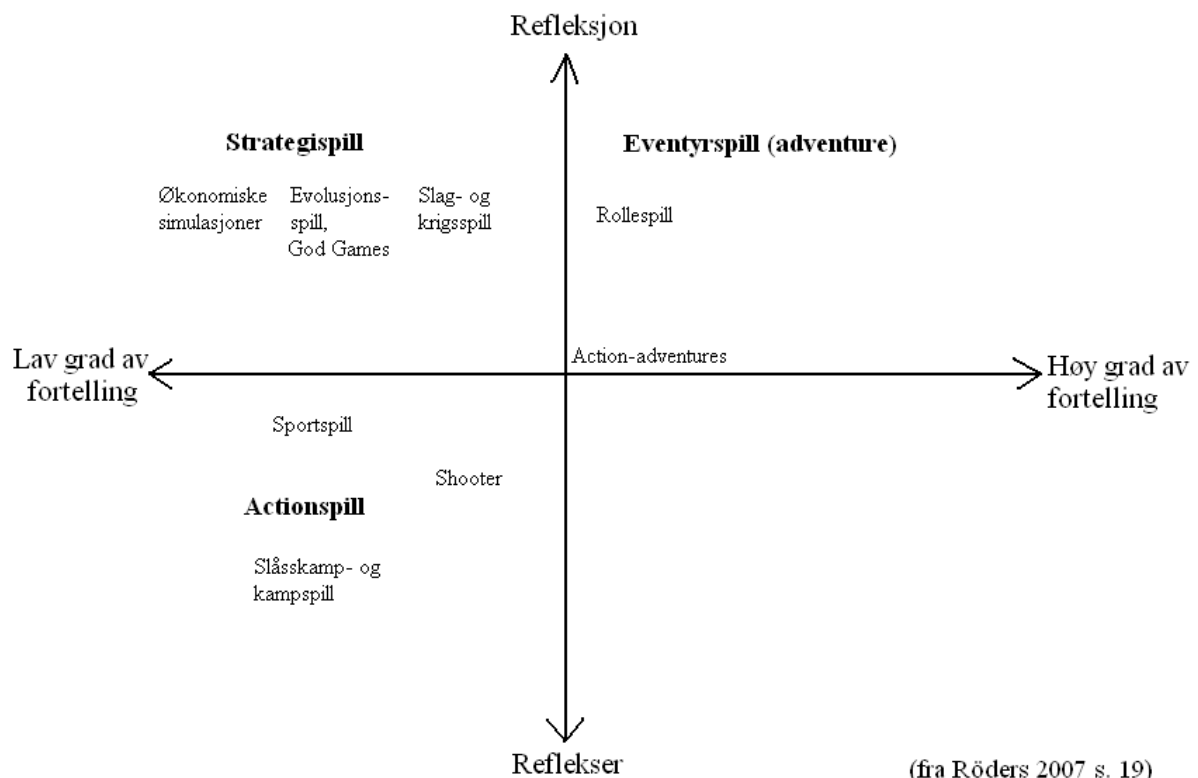 Refleksjon
Strategispill
Eventyrspill (adventure)
Økonomiske
simulasjoner
Evolusjons-
spill,
God Games
Slag- og
krigsspill
Rollespill
Action-adventures
Lav grad av
fortelling
Høy grad av
fortelling
Sportspill
Shooter
Actionspill
Slåsskamp- og
kampspill
Reflekser
(fra Röders 2007 s. 19)